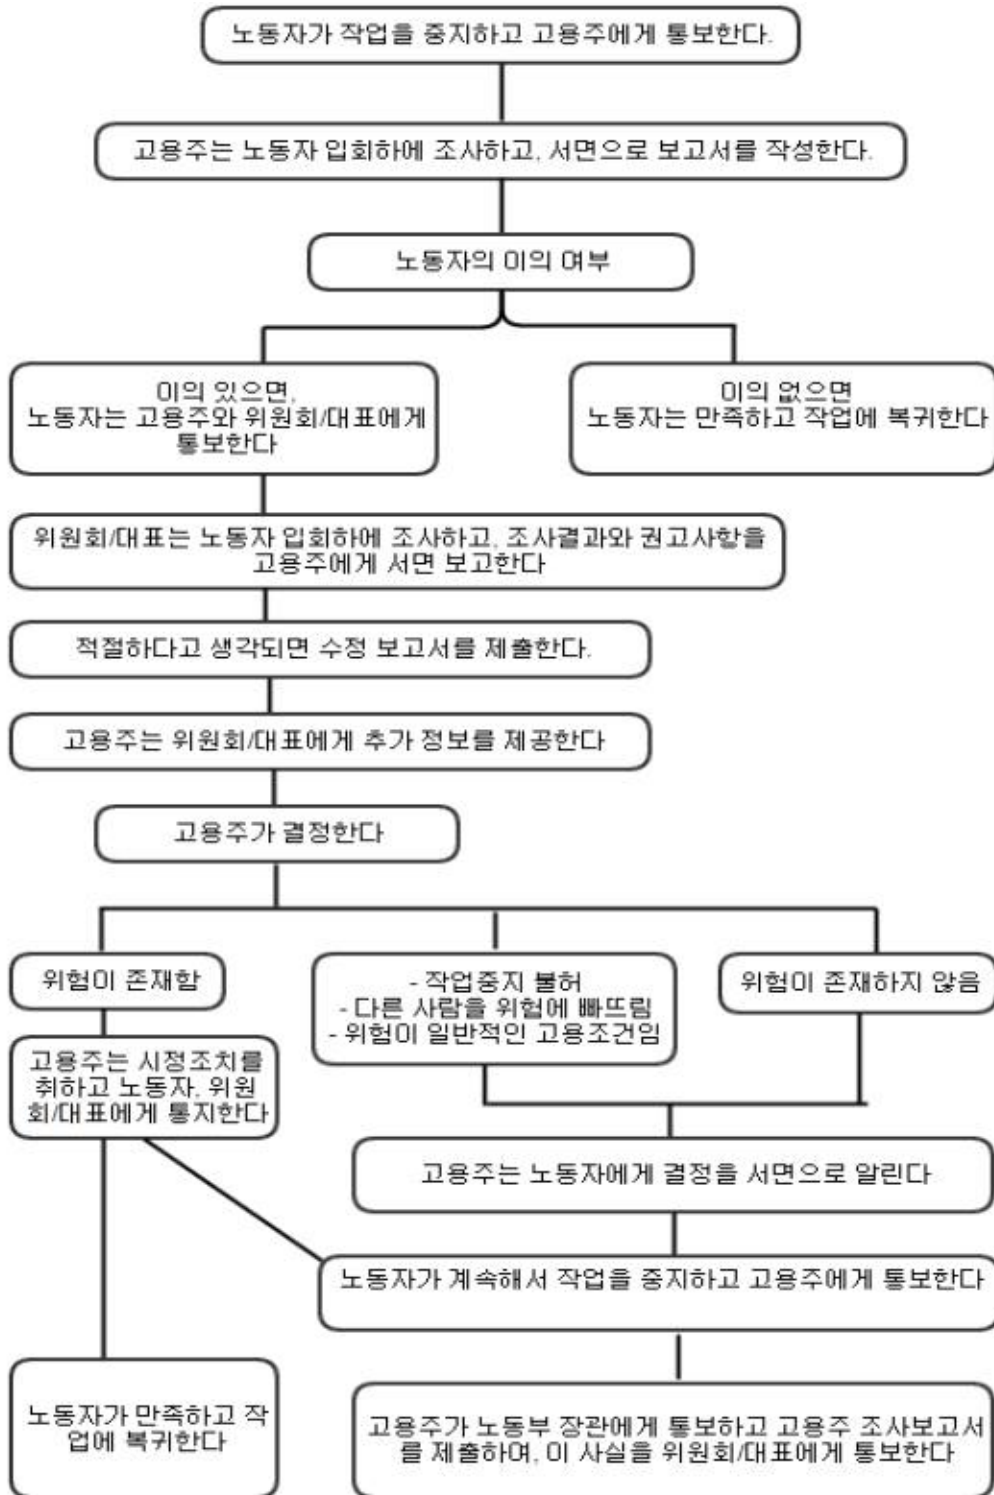 노동자가 작업을 중지하고 고용주에게 통보한다.
고용주는 노동자 입회하에 조사하고, 서면으로 보고서를 작성한다.
노동자의 이의 여부
이의 있으면,
노동자는 고용주와 위원회/대표에게
통보한다
이의 없으면
노동자는 만족하고 작업에 복귀한다
위원회/대표는 노동자 입회하에 조사하고, 조사결과와 권고사항을
고용주에게 서면 보고한다
적절하다고 생각되면 수정 보고서를 제출한다.
고용주는 위원회/대표에게 추가 정보를 제공한다
고용주가 결정한다
위험이 존재함
- 작업중지 불허
- 다른 사람을 위험에 빠뜨림
- 위험이 일반적인 고용조건임
위험이 존재하지 않음
고용주는 시정조치를
취하고 노동자, 위원
회/대표에게 통지한다
고용주는 노동자에게 결정을 서면으로 알린다
노동자가 계속해서 작업을 중지하고 고용주에게 통보한다
노동자가 만족하고 작
업에 복귀한다
고용주가 노동부 장관에게 통보하고 고용주 조사보고서
를 제출하며, 이 사실을 위원회/대표에게 통보한다